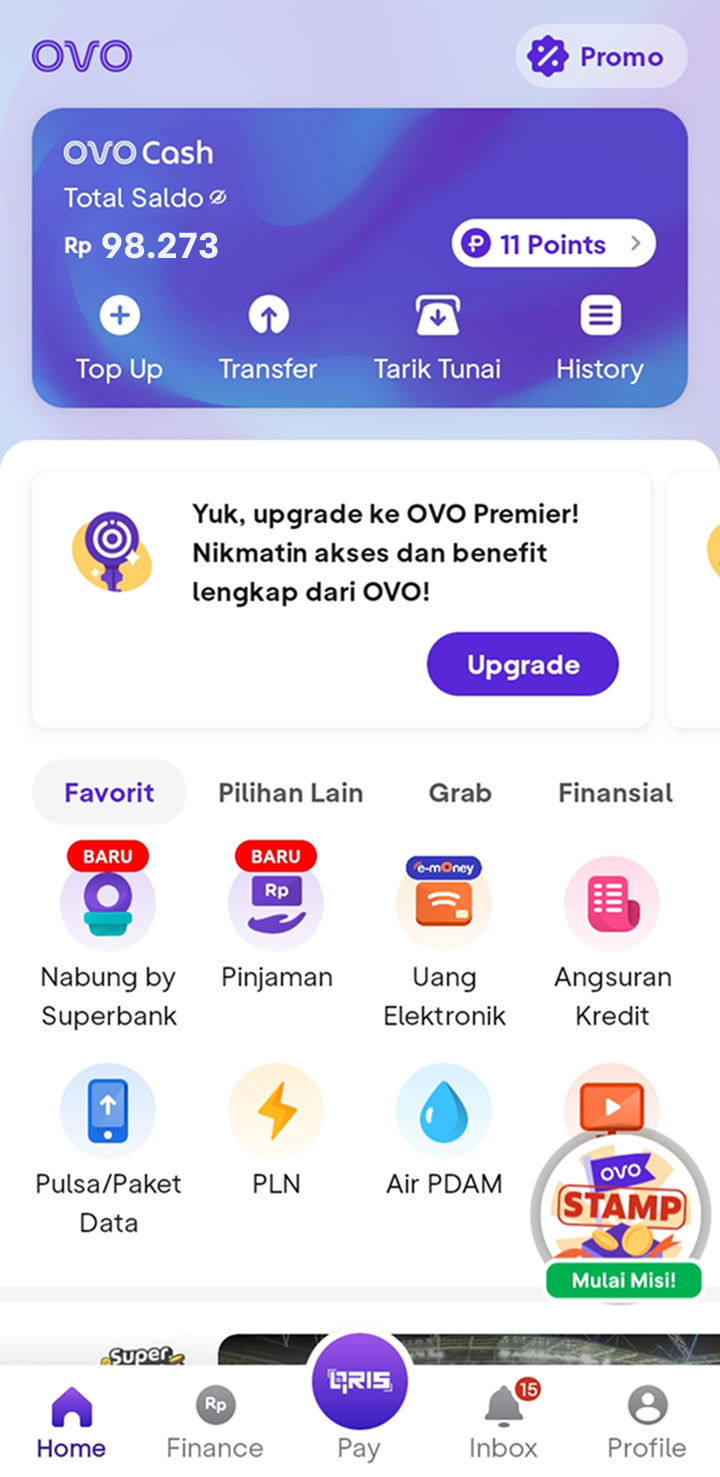 OVO
Promo
OVO Cash
Total Saldo
Rp 98.273
11 Points
Top Up
Transfer
Tarik Tunai
History
Yuk, upgrade ke OVO Premier!
Nikmatin akses dan benefit
lengkap dari OVO!
Upgrade
Favorit
Pilihan Lain
Grab
Finansial
BARU
Nabung by
Superbank
BARU
Rp
Pinjaman
e-money
Uang
Elektronik
Angsuran
Kredit
Pulsa/Paket
Data
PLN
Air PDAM
OVO
STAMP
Mulai Misi!
Super
Home
Rp
Finance
QRIS
Pay
15
Inbox
Profile